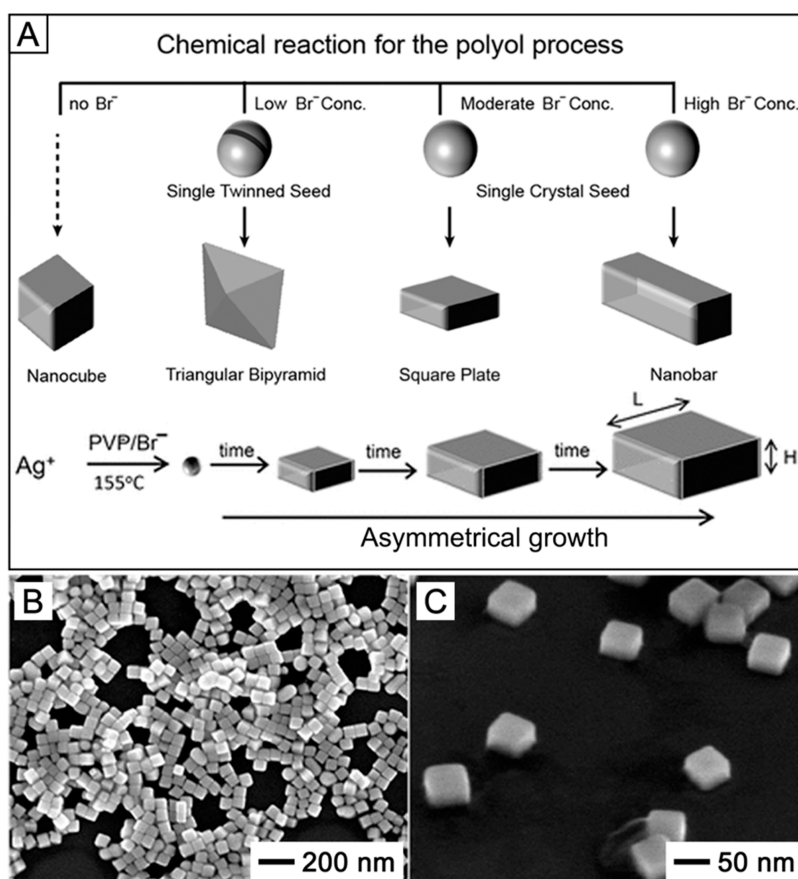 A
Chemical reaction for the polyol process
no Br⁻
Low Br⁻ Conc.
Moderate Br⁻ Conc.
High Br⁻ Conc.
Single Twinned Seed
Single Crystal Seed
Nanocube
Triangular Bipyramid
Square Plate
Nanobar
L
Ag⁺
PVP/Br⁻
155°C
time
time
time
H
Asymmetrical growth
B
200 nm
C
50 nm